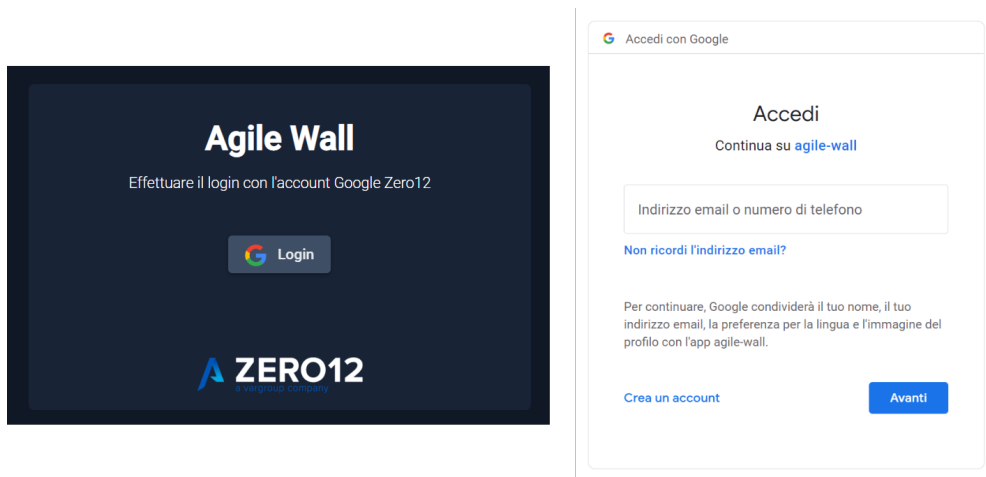 Agile Wall
Effettuare il login con l'account Google Zero12
Login
ZERO12
a vargroup company
Accedi con Google
Accedi
Continua su agile-wall
Indirizzo email o numero di telefono
Non ricordi l'indirizzo email?
Per continuare, Google condividerà il tuo nome, il tuo
indirizzo email, la preferenza per la lingua e l'immagine del
profilo con l'app agile-wall.
Crea un account
Avanti